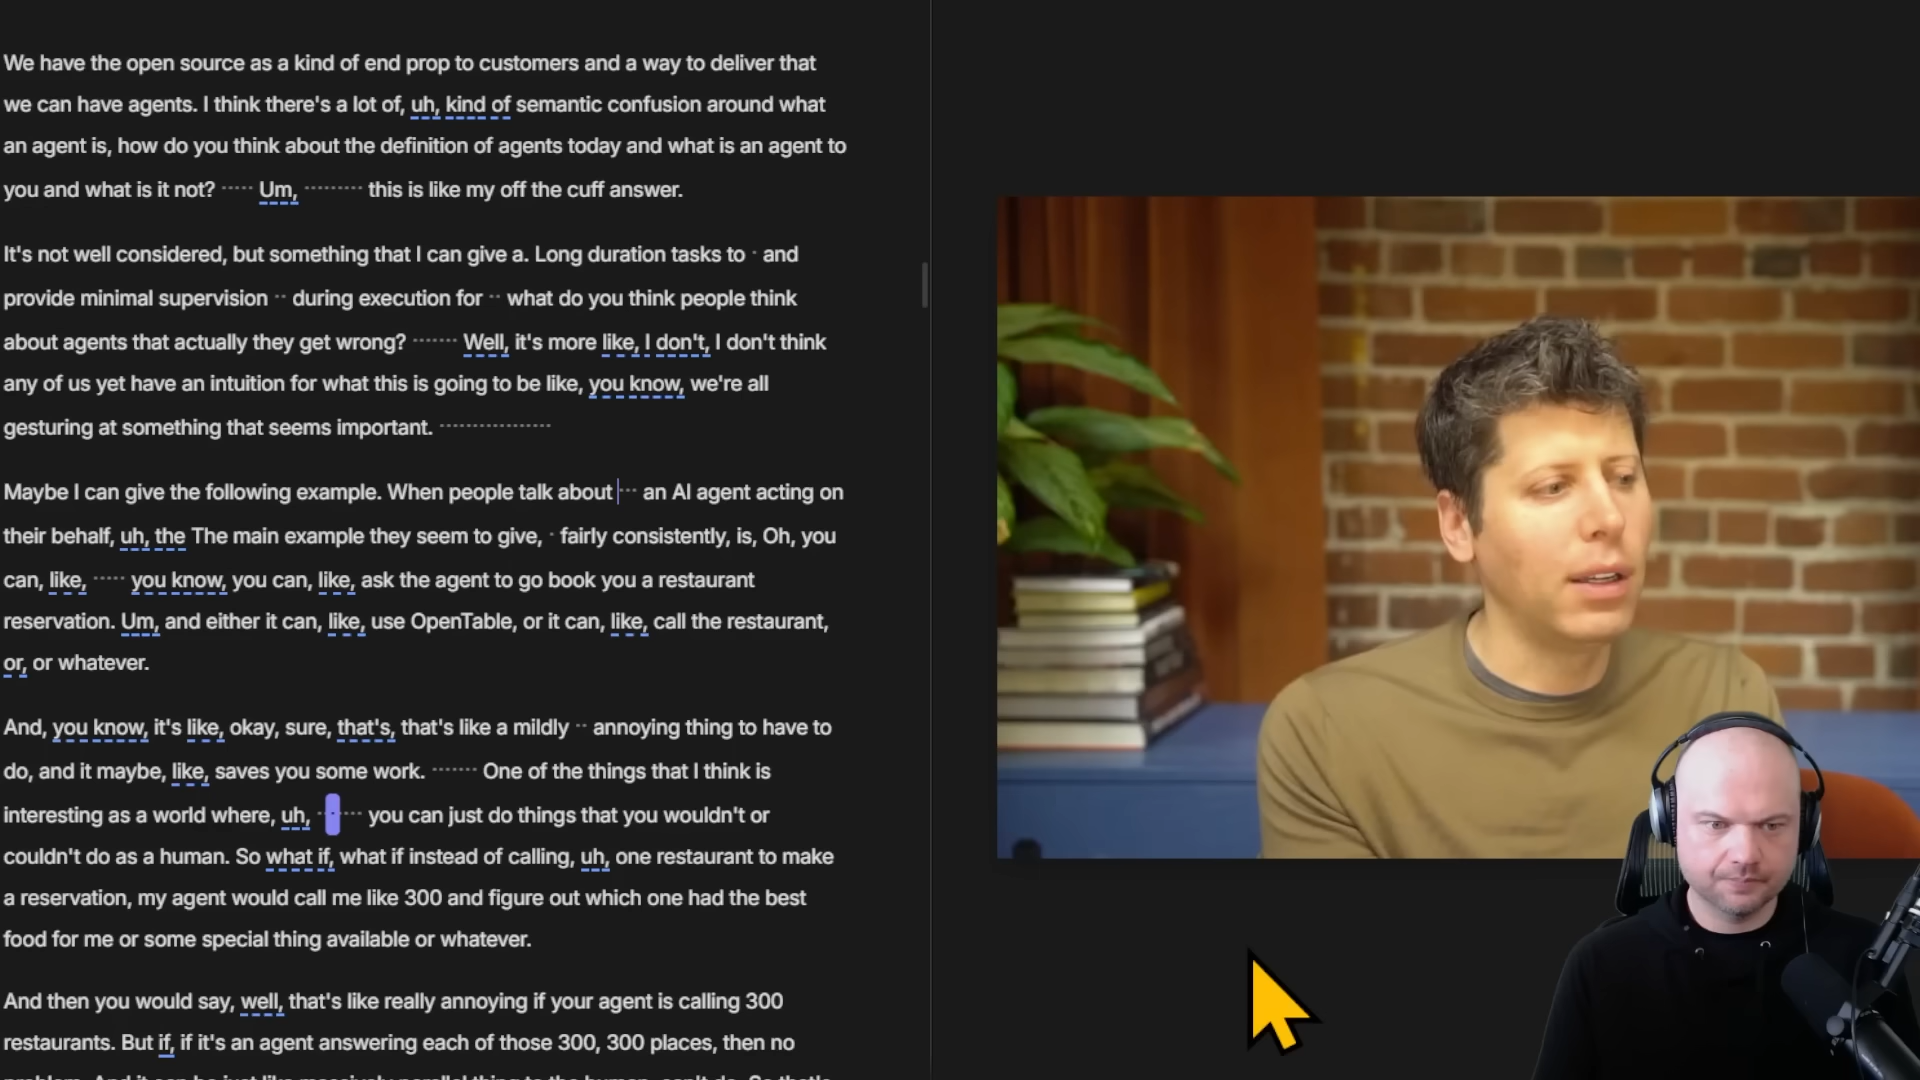 We have the open source as a kind of end prop to customers and a way to deliver that
we can have agents. I think there's a lot of, uh, kind of semantic confusion around what
an agent is, how do you think about the definition of agents today and what is an agent to
you and what is it not? ····· Um, ········· this is like my off the cuff answer.
It's not well considered, but something that I can give a. Long duration tasks to · and
provide minimal supervision ·· during execution for ·· what do you think people think
about agents that actually they get wrong? ······· Well, it's more like, I don't, I don't think
any of us yet have an intuition for what this is going to be like, you know, we're all
gesturing at something that seems important. ·················
Maybe I can give the following example. When people talk about ··· an AI agent acting on
their behalf, uh, the The main example they seem to give, · fairly consistently, is, Oh, you
can, like, ····· you know, you can, like, ask the agent to go book you a restaurant
reservation. Um, and either it can, like, use OpenTable, or it can, like, call the restaurant,
or, or whatever.
And, you know, it's like, okay, sure, that's, that's like a mildly ·· annoying thing to have to
do, and it maybe, like, saves you some work. ······· One of the things that I think is
interesting as a world where, uh, ······· you can just do things that you wouldn't or
couldn't do as a human. So what if, what if instead of calling, uh, one restaurant to make
a reservation, my agent would call me like 300 and figure out which one had the best
food for me or some special thing available or whatever.
And then you would say, well, that's like really annoying if your agent is calling 300
restaurants. But if, if it's an agent answering each of those 300, 300 places, then no